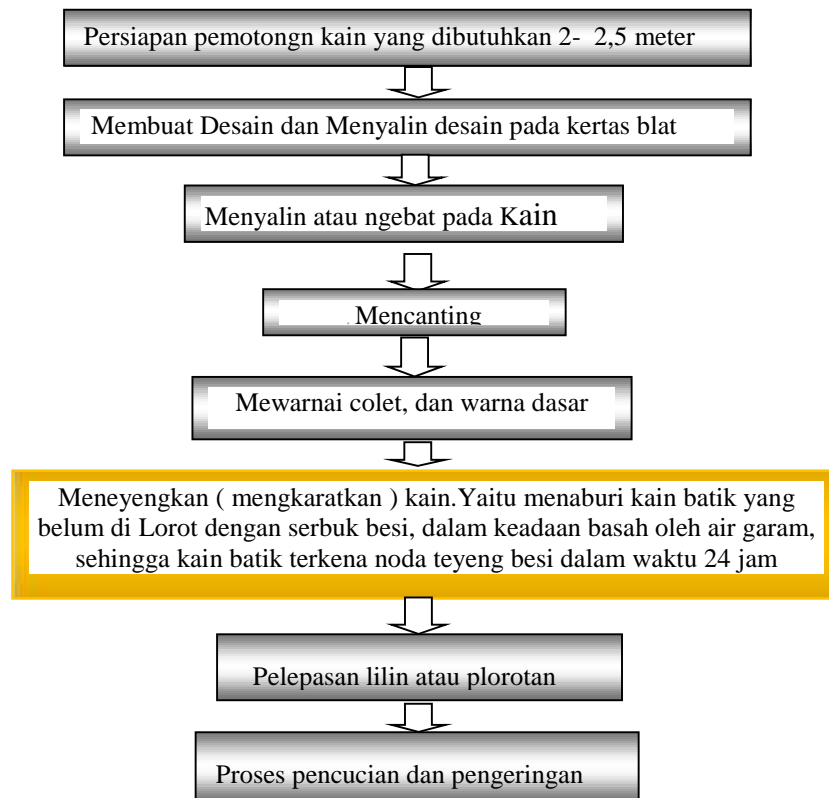 Persiapan pemotongn kain yang dibutuhkan 2- 2,5 meter
Membuat Desain dan Menyalin desain pada kertas blat
Menyalin atau ngebat pada Kain
Mencanting
Mewarnai colet, dan warna dasar
Meneyengkan ( mengkaratkan ) kain.Yaitu menaburi kain batik yang
belum di Lorot dengan serbuk besi, dalam keadaan basah oleh air garam,
sehingga kain batik terkena noda teyeng besi dalam waktu 24 jam
Pelepasan lilin atau plorotan
Proses pencucian dan pengeringan